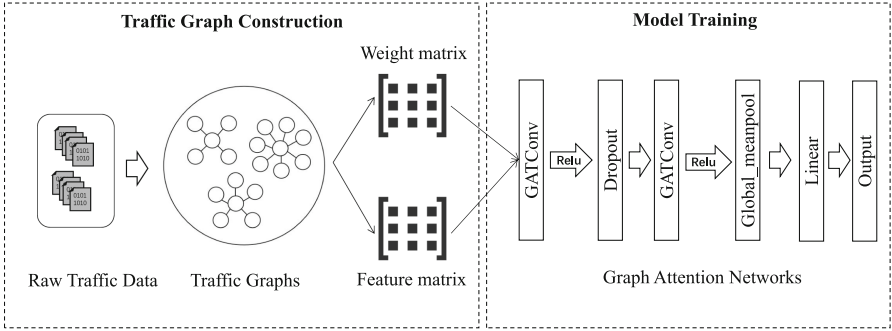 Traffic Graph Construction
Model Training
Weight matrix
0101
1010
0101
1010
Raw Traffic Data
Traffic Graphs
Feature matrix
GATConv
Relu
Dropout
GATConv
Relu
Global_meanpool
Linear
Output
Graph Attention Networks